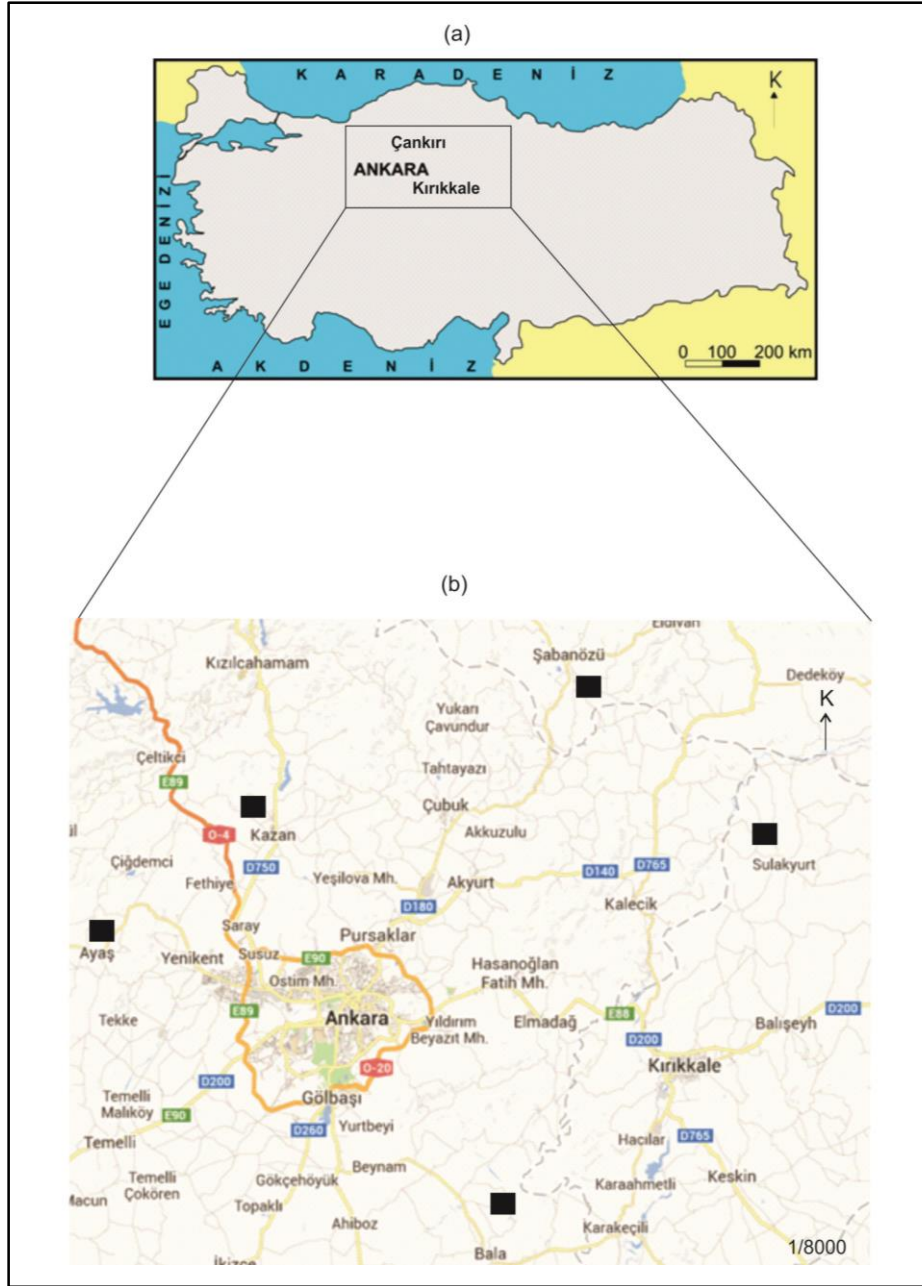 (a)
K A R A D E N İ Z
K
Çankırı
ANKARA
Kırıkkale
EGE DENİZİ
0 100 200 km
A K D E N İ Z
(b)
Eldivan
Şabanözü
Kızılcahamam
Dedeköy
K
Yukarı
Çavundur
Çeltikci
Tahtayazı
E89
Çubuk
Kazan
O-4
Akkuzulu
Sulakyurt
Çiğdemci
D750
D140
D765
Fethiye
Yeşilova Mh.
Akyurt
D180
Kalecik
Saray
Pursaklar
Ayaş
Yenikent
Susuz
E90
Hasanoğlan
Fatih Mh.
Ostim Mh.
E89
Ankara
Tekke
Yıldırım
Beyazıt Mh.
Elmadağ
E88
D200
Balışeyh
D200
O-20
Kırıkkale
D200
Gölbaşı
Temelli
Malıköy
E90
D260
Yurtbeyi
Temelli
Hacılar
D765
Beynam
Temelli
Çokören
Gökçehöyük
Karaahmetli
Keskin
Macun
Topaklı
Ahiboz
Karakeçili
Bala
1/8000